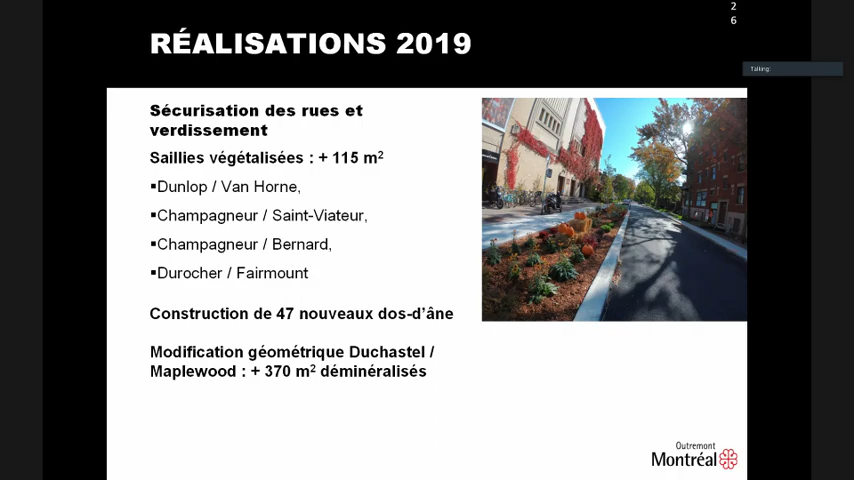 2
6
RÉALISATIONS 2019
Talking:
Sécurisation des rues et
verdissement
Saillies végétalisées : + 115 m²
▪Dunlop / Van Horne,
▪Champagneur / Saint-Viateur,
▪Champagneur / Bernard,
▪Durocher / Fairmount
Construction de 47 nouveaux dos-d’âne
Modification géométrique Duchastel /
Maplewood : + 370 m² déminéralisés
Outremont
Montréal